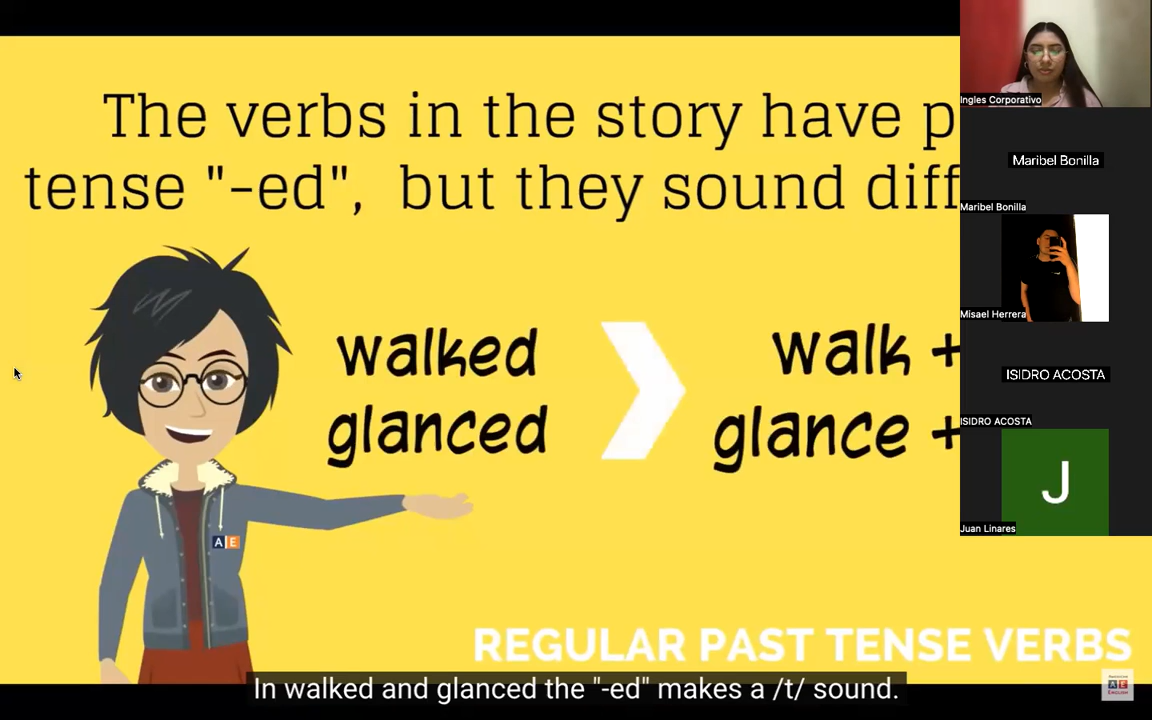 The verbs in the story have p
tense "-ed", but they sound diff
walked
walk +
glanced
glance +
A E
REGULAR PAST TENSE VERBS
In walked and glanced the "-ed" makes a /t/ sound.
AE
ENGLISH
Ingles Corporativo
Maribel Bonilla
Maribel Bonilla
Misael Herrera
ISIDRO ACOSTA
ISIDRO ACOSTA
J
Juan Linares